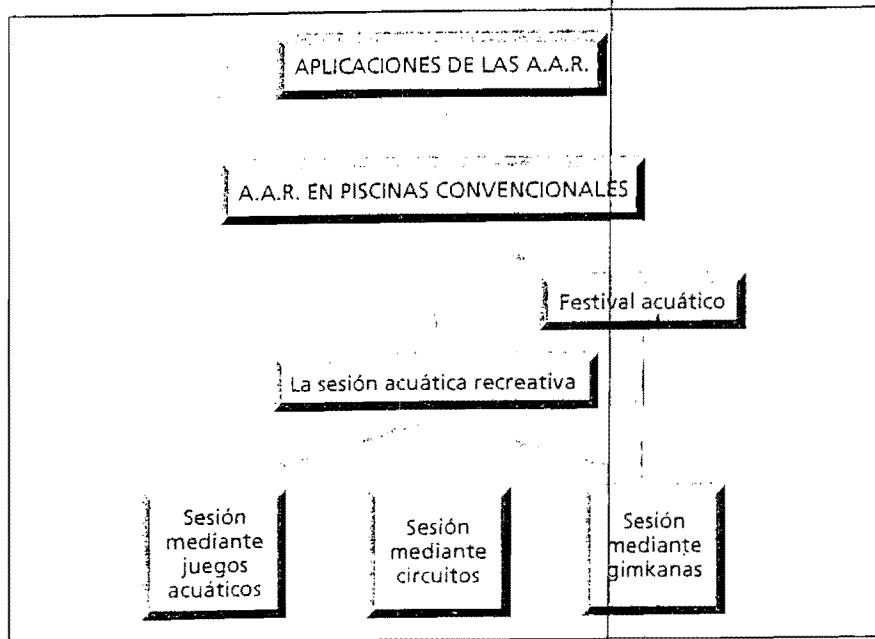 APLICACIONES DE LAS A.A.R.
A.A.R. EN PISCINAS CONVENCIONALES
Festival acuático
La sesión acuática recreativa
Sesión
mediante
juegos
acuáticos
Sesión
mediante
circuitos
Sesión
mediante
gimkanas